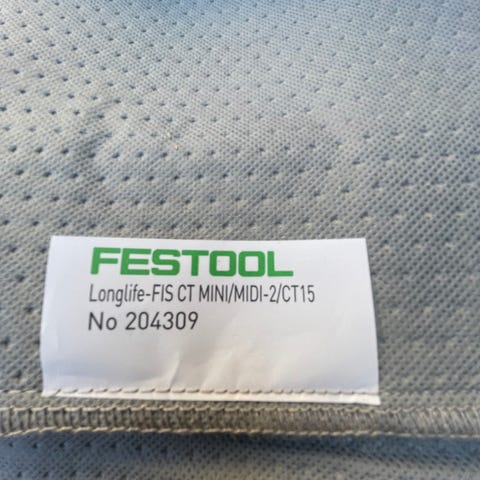 FESTOOL
Longlife-FIS CT MINI/MIDI-2/CT15
No 204309